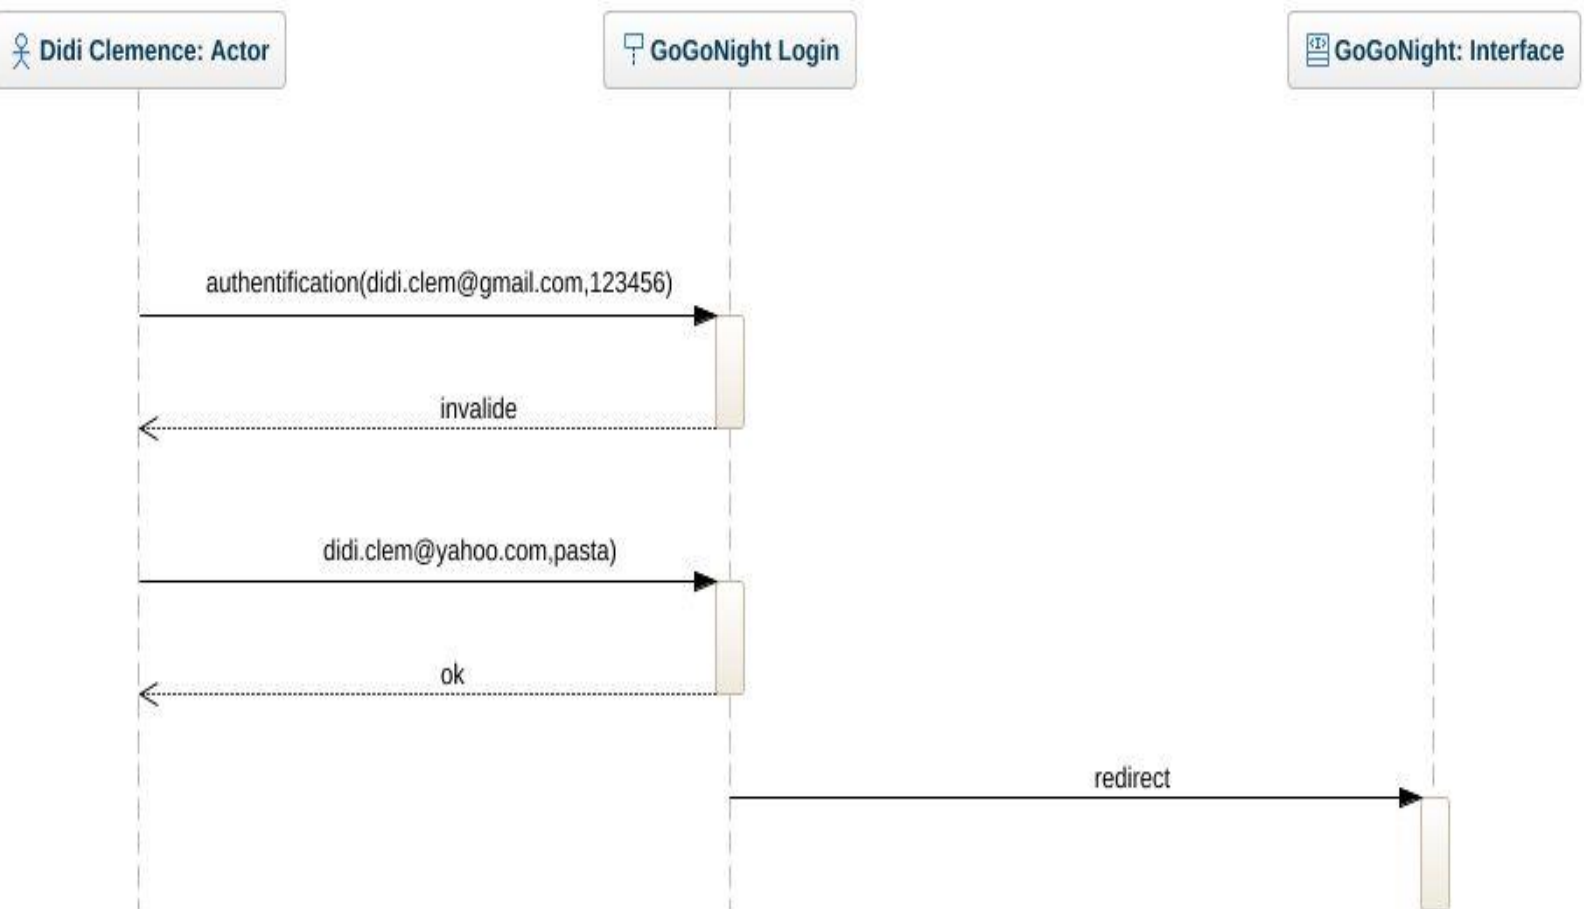 Didi Clemence: Actor
GoGoNight Login
GoGoNight: Interface
authentification(didi.clem@gmail.com,123456)
invalide
didi.clem@yahoo.com,pasta)
ok
redirect